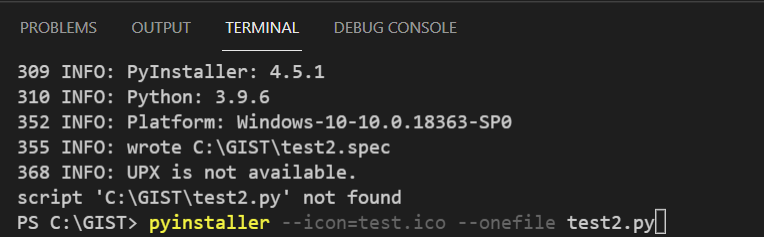 PROBLEMS OUTPUT TERMINAL DEBUG CONSOLE
309 INFO: PyInstaller: 4.5.1
310 INFO: Python: 3.9.6
352 INFO: Platform: Windows-10-10.0.18363-SP0
355 INFO: wrote C:\GIST\test2.spec
368 INFO: UPX is not available.
script 'C:\GIST\test2.py' not found
PS C:\GIST> pyinstaller --icon=test.ico --onefile test2.py